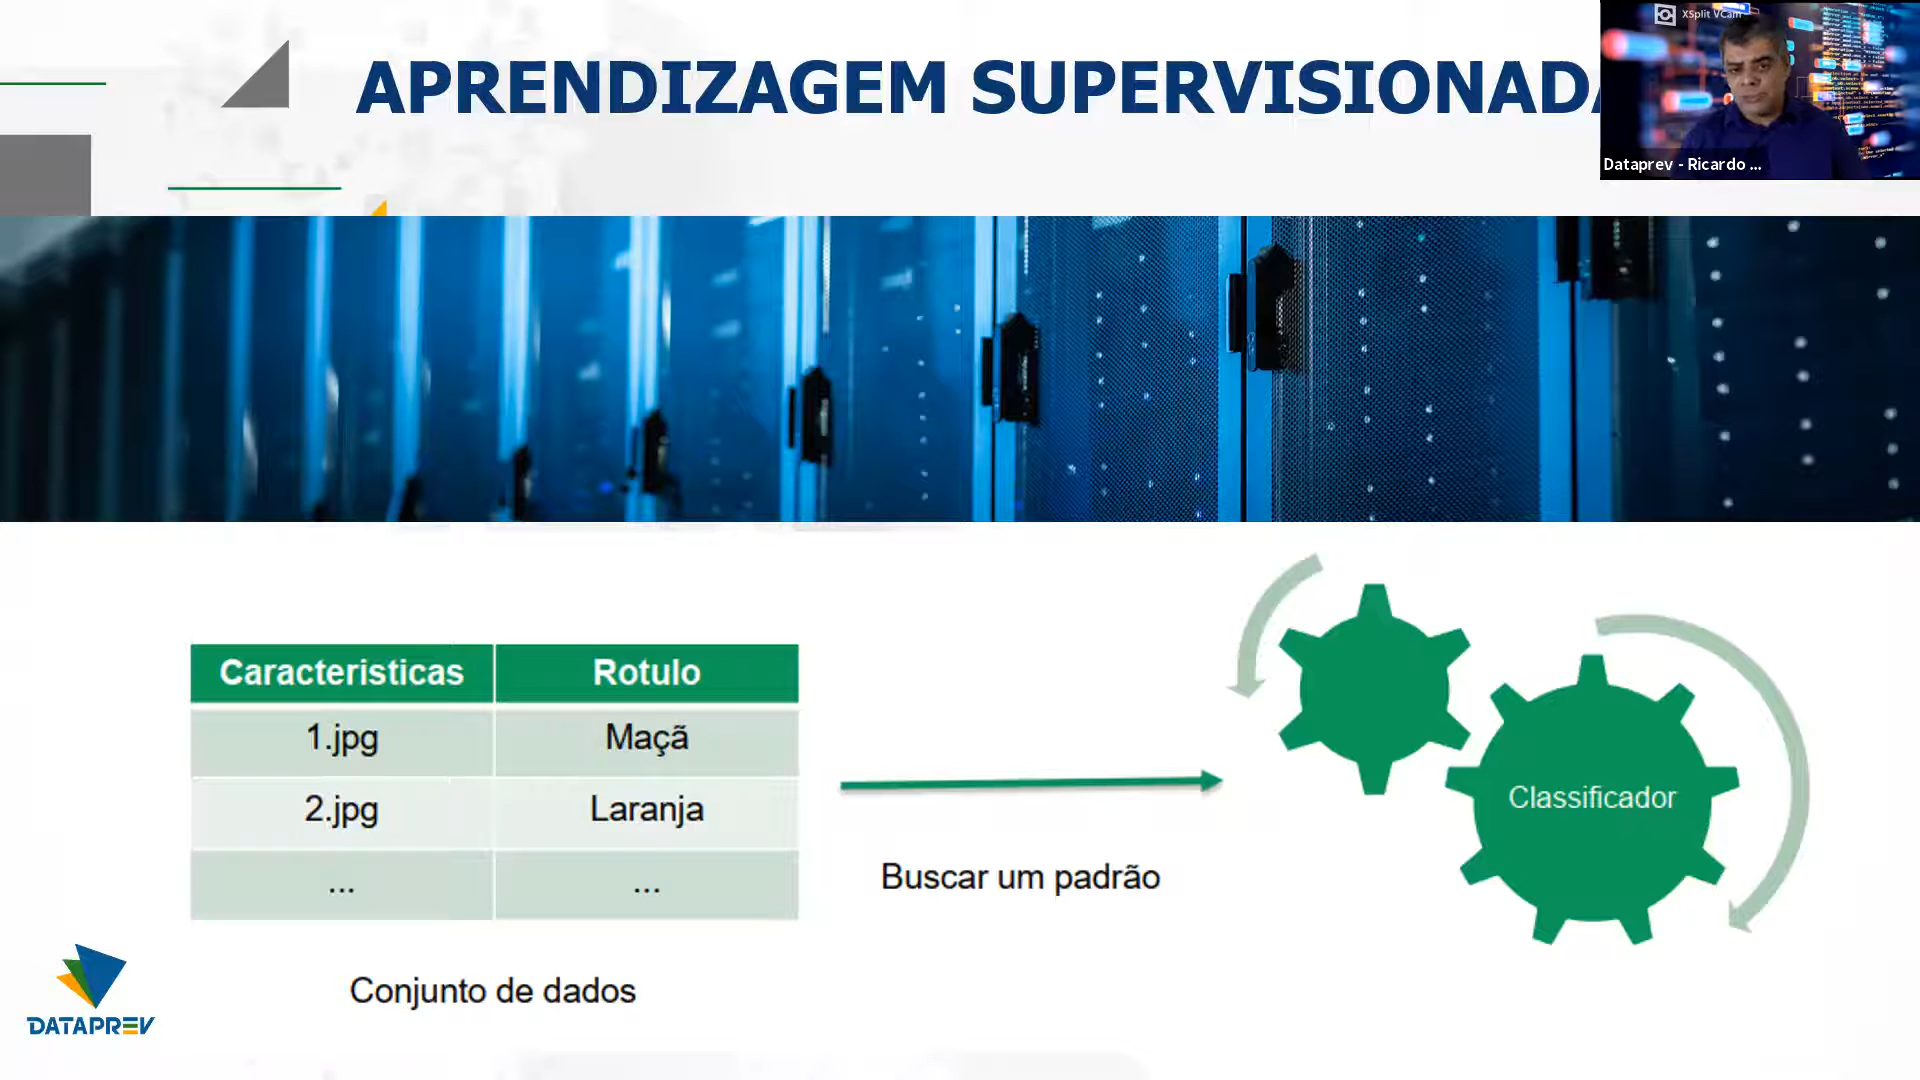 APRENDIZAGEM SUPERVISIONADA
XSplit VCam
Dataprev - Ricardo ...
Caracteristicas Rotulo
1.jpg Maçã
2.jpg Laranja
... ...
Buscar um padrão
Classificador
Conjunto de dados
DATAPREV